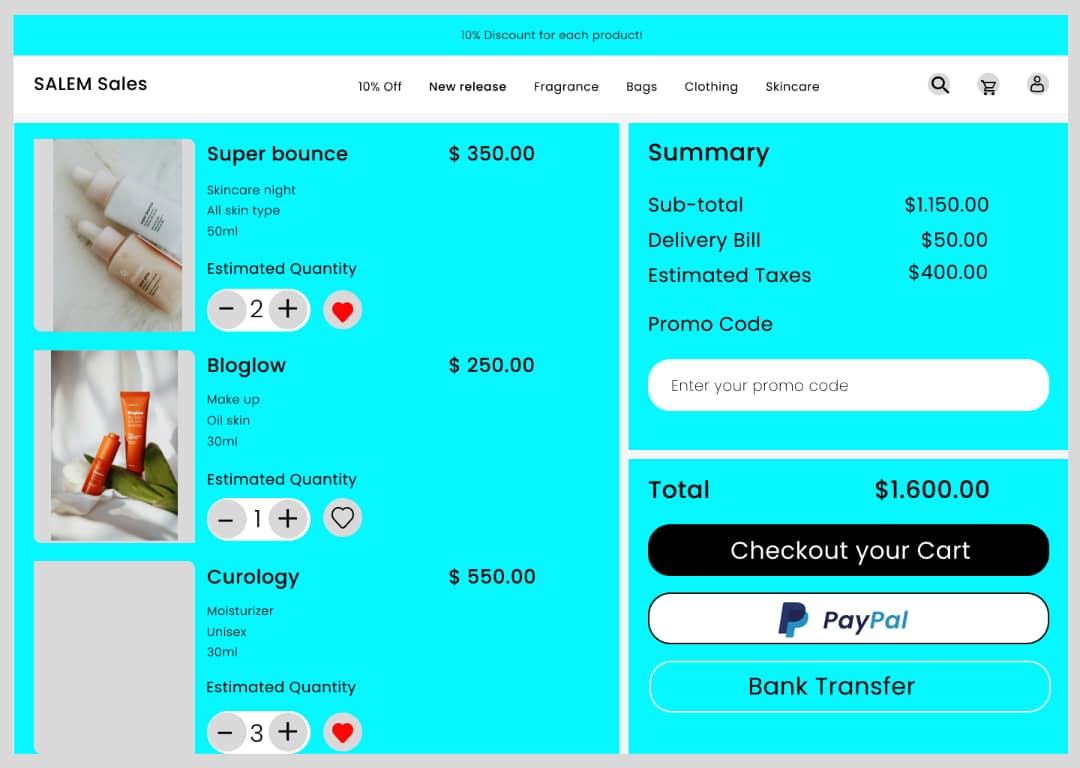 10% Discount for each product!
SALEM Sales
10% Off
New release
Fragrance
Bags
Clothing
Skincare
Super bounce
$ 350.00
Skincare night
All skin type
50ml
Estimated Quantity
− 2 +
Bloglow
$ 250.00
Make up
Oil skin
30ml
Estimated Quantity
− 1 +
Curology
$ 550.00
Moisturizer
Unisex
30ml
Estimated Quantity
− 3 +
Summary
Sub-total
$1.150.00
Delivery Bill
$50.00
Estimated Taxes
$400.00
Promo Code
Enter your promo code
Total
$1.600.00
Checkout your Cart
PayPal
Bank Transfer